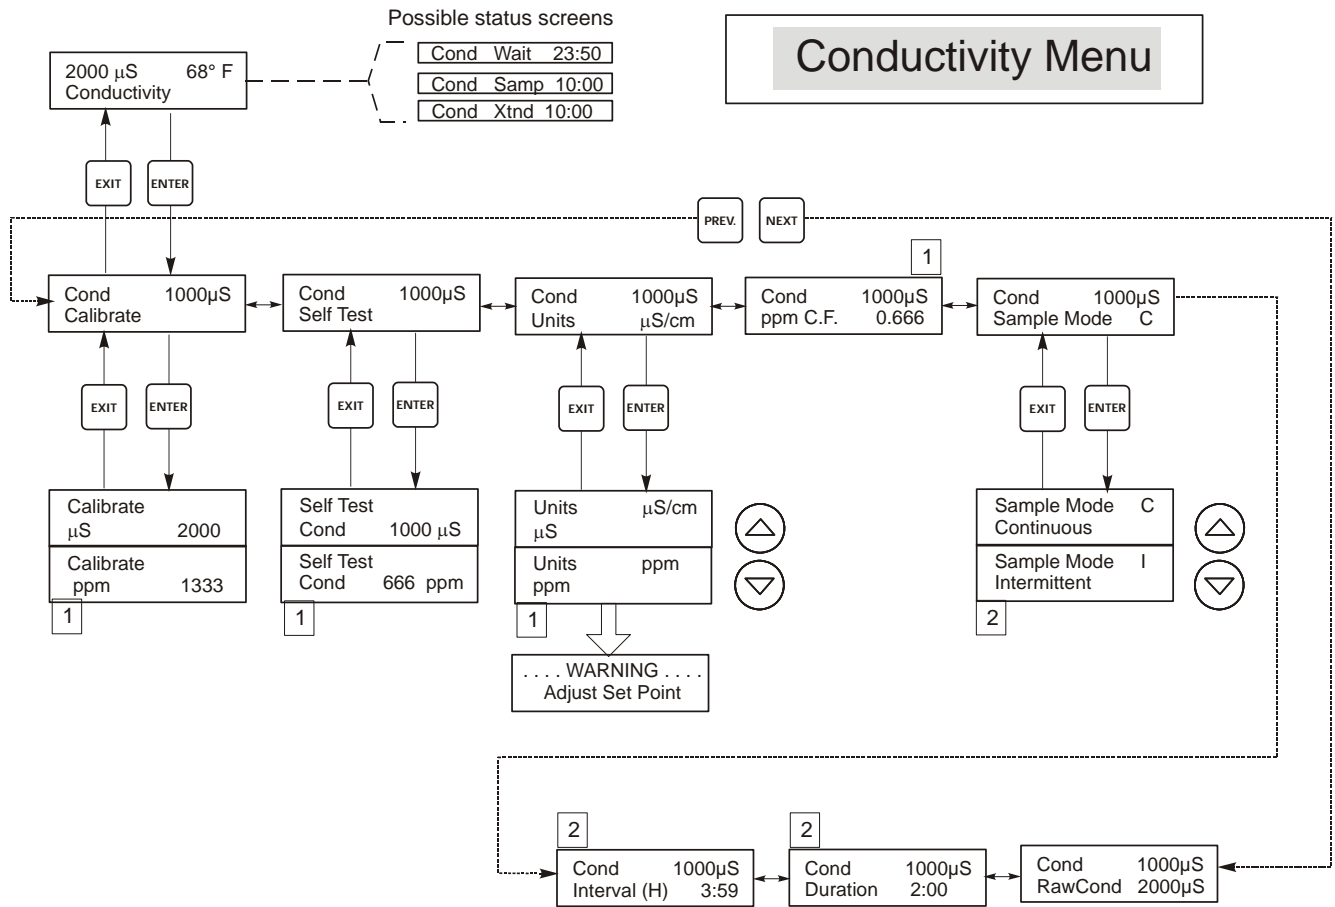 Possible status screens
Conductivity Menu
2000 μS 68° F
Conductivity
Cond Wait 23:50
Cond Samp 10:00
Cond Xtnd 10:00
EXIT
ENTER
PREV.
NEXT
1
Cond 1000μS
Calibrate
Cond 1000μS
Self Test
Cond 1000μS
Units μS/cm
Cond 1000μS
ppm C.F. 0.666
Cond 1000μS
Sample Mode C
EXIT
ENTER
EXIT
ENTER
EXIT
ENTER
EXIT
ENTER
Calibrate
μS 2000
Calibrate
ppm 1333
1
Self Test
Cond 1000 μS
Self Test
Cond 666 ppm
1
Units μS/cm
μS
Units ppm
ppm
1
Sample Mode C
Continuous
Sample Mode I
Intermittent
2
. . . . WARNING . . . .
Adjust Set Point
2
Cond 1000μS
Interval (H) 3:59
2
Cond 1000μS
Duration 2:00
Cond 1000μS
RawCond 2000μS